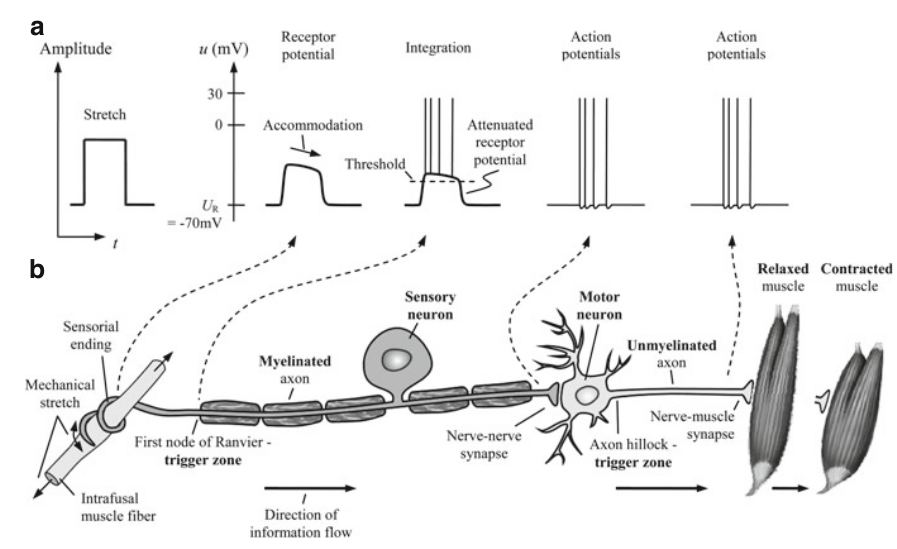 a
Amplitude
u (mV)
Receptor
potential
Integration
Action
potentials
Action
potentials
30
0
Stretch
Accommodation
Attenuated
receptor
potential
Threshold
UR
= -70mV
t
b
Relaxed
muscle
Contracted
muscle
Sensory
neuron
Motor
neuron
Sensorial
ending
Myelinated
axon
Unmyelinated
axon
Mechanical
stretch
First node of Ranvier -
trigger zone
Nerve-nerve
synapse
Axon hillock -
trigger zone
Nerve-muscle
synapse
Intrafusal
muscle fiber
Direction of
information flow